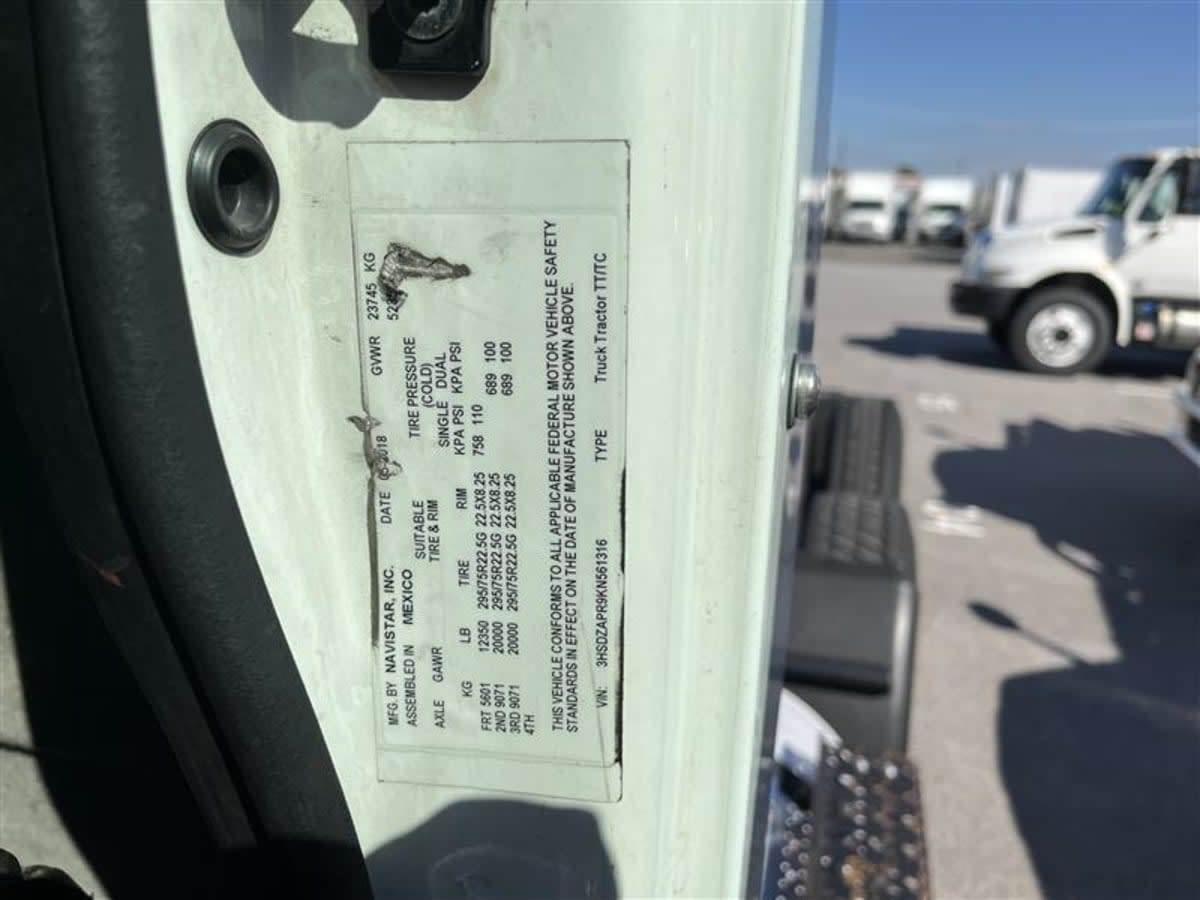 MFG. BY NAVISTAR, INC. DATE 05-2018 GVWR 23745 KG
ASSEMBLED IN MEXICO
SUITABLE TIRE PRESSURE
AXLE GAWR TIRE & RIM (COLD)
SINGLE DUAL
KG LB TIRE RIM KPA PSI KPA PSI
FRT 5601 12350 295/75R22.5G 22.5X8.25 758 110
2ND 9071 20000 295/75R22.5G 22.5X8.25 689 100
3RD 9071 20000 295/75R22.5G 22.5X8.25 689 100
4TH
THIS VEHICLE CONFORMS TO ALL APPLICABLE FEDERAL MOTOR VEHICLE SAFETY
STANDARDS IN EFFECT ON THE DATE OF MANUFACTURE SHOWN ABOVE.
VIN: 3HSDZAPR9KN561316 TYPE Truck Tractor TT/TC